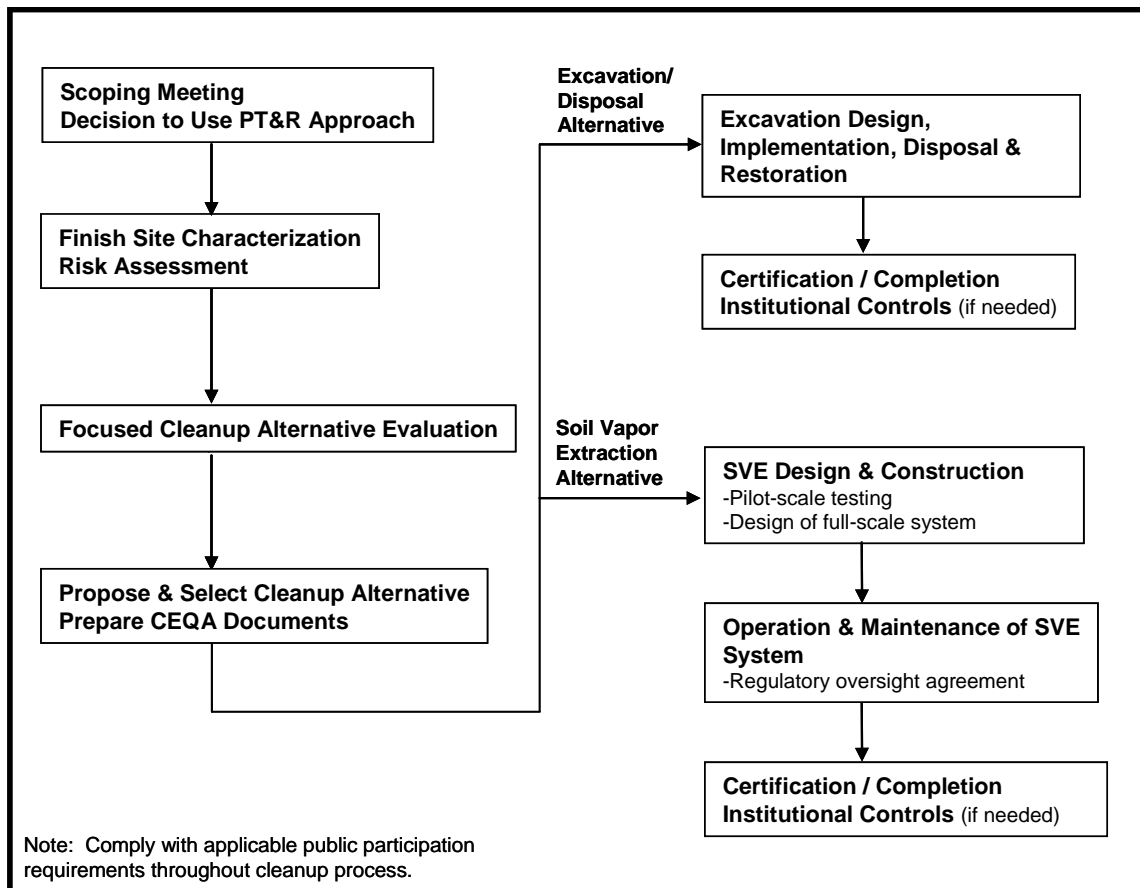 Scoping Meeting
Decision to Use PT&R Approach
Finish Site Characterization
Risk Assessment
Focused Cleanup Alternative Evaluation
Propose & Select Cleanup Alternative
Prepare CEQA Documents
Excavation/
Disposal
Alternative
Excavation Design,
Implementation, Disposal &
Restoration
Certification / Completion
Institutional Controls (if needed)
Soil Vapor
Extraction
Alternative
SVE Design & Construction
-Pilot-scale testing
-Design of full-scale system
Operation & Maintenance of SVE
System
-Regulatory oversight agreement
Certification / Completion
Institutional Controls (if needed)
Note: Comply with applicable public participation
requirements throughout cleanup process.